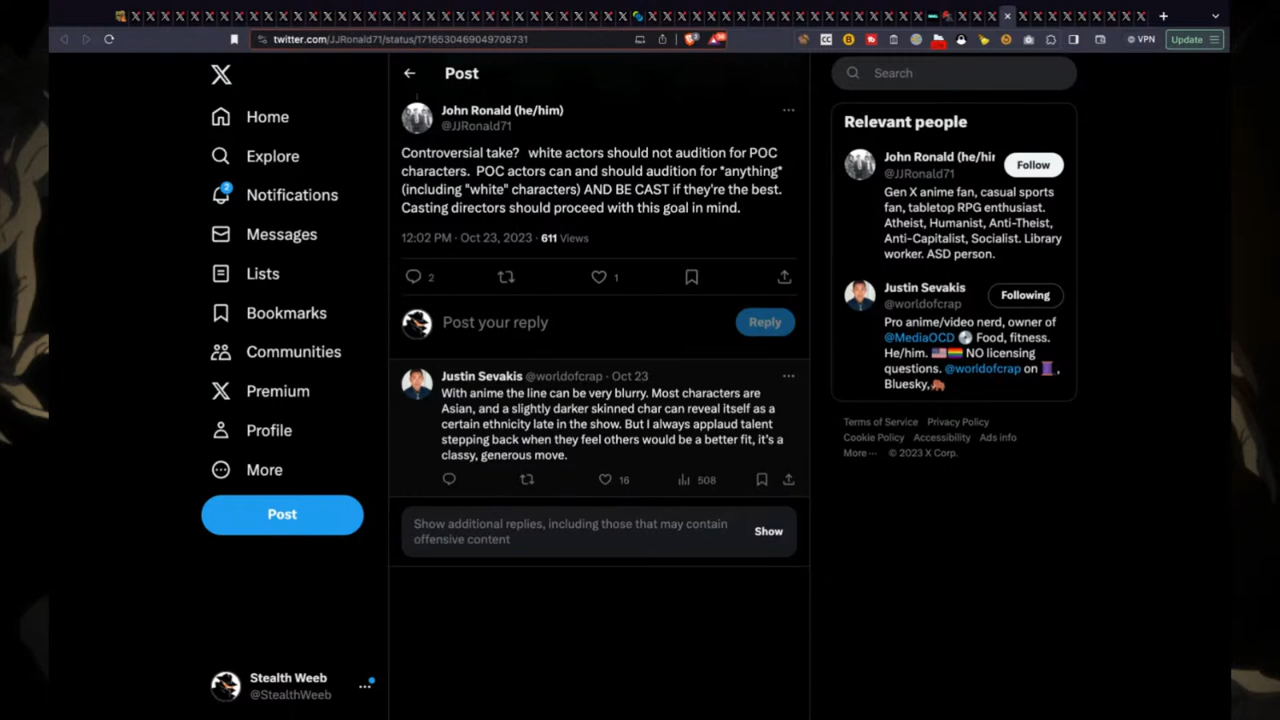 twitter.com/JJRonald71/status/1716530469049708731
VPN
Update
Home
Explore
2
Notifications
Messages
Lists
Bookmarks
Communities
Premium
Profile
More
Post
Stealth Weeb
@StealthWeeb
Post
John Ronald (he/him)
@JJRonald71
Controversial take? white actors should not audition for POC
characters. POC actors can and should audition for *anything*
(including "white" characters) AND BE CAST if they're the best.
Casting directors should proceed with this goal in mind.
12:02 PM · Oct 23, 2023 · 611 Views
2
1
Post your reply
Reply
Justin Sevakis @worldofcrap · Oct 23
With anime the line can be very blurry. Most characters are
Asian, and a slightly darker skinned char can reveal itself as a
certain ethnicity late in the show. But I always applaud talent
stepping back when they feel others would be a better fit, it's a
classy, generous move.
16
508
Show additional replies, including those that may contain
offensive content
Show
Search
Relevant people
John Ronald (he/hir
@JJRonald71
Follow
Gen X anime fan, casual sports
fan, tabletop RPG enthusiast.
Atheist, Humanist, Anti-Theist,
Anti-Capitalist, Socialist. Library
worker. ASD person.
Justin Sevakis
@worldofcrap
Following
Pro anime/video nerd, owner of
@MediaOCD 💿 Food, fitness.
He/him. 🇺🇸🏳️‍🌈 NO licensing
questions. @worldofcrap on 🧵,
Bluesky,🦣
Terms of Service Privacy Policy
Cookie Policy Accessibility Ads info
More ··· © 2023 X Corp.